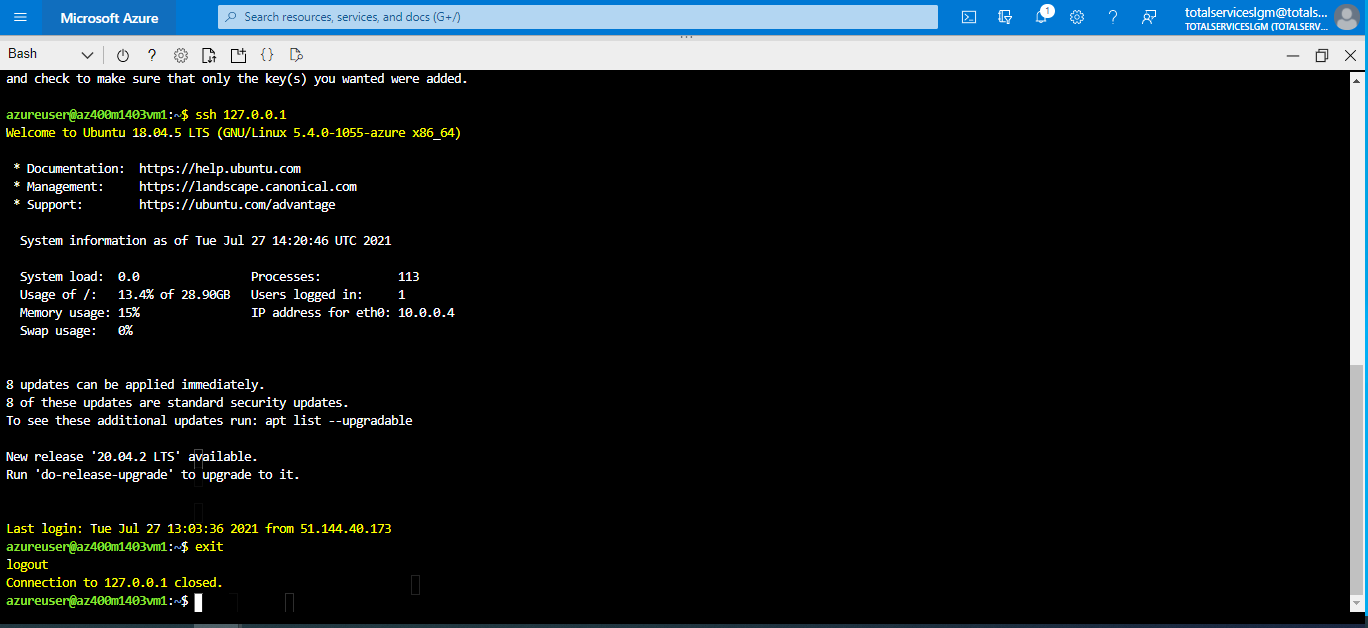 Microsoft Azure
Search resources, services, and docs (G+/)
1
totalserviceslgm@totals...
TOTALSERVICESLGM (TOTALSERV...
Bash
and check to make sure that only the key(s) you wanted were added.
azureuser@az400m1403vm1:~$ ssh 127.0.0.1
Welcome to Ubuntu 18.04.5 LTS (GNU/Linux 5.4.0-1055-azure x86_64)
* Documentation:  https://help.ubuntu.com
* Management:     https://landscape.canonical.com
* Support:        https://ubuntu.com/advantage
System information as of Tue Jul 27 14:20:46 UTC 2021
System load:  0.0                Processes:           113
Usage of /:   13.4% of 28.90GB   Users logged in:     1
Memory usage: 15%                IP address for eth0: 10.0.0.4
Swap usage:   0%
8 updates can be applied immediately.
8 of these updates are standard security updates.
To see these additional updates run: apt list --upgradable
New release '20.04.2 LTS' available.
Run 'do-release-upgrade' to upgrade to it.
Last login: Tue Jul 27 13:03:36 2021 from 51.144.40.173
azureuser@az400m1403vm1:~$ exit
logout
Connection to 127.0.0.1 closed.
azureuser@az400m1403vm1:~$